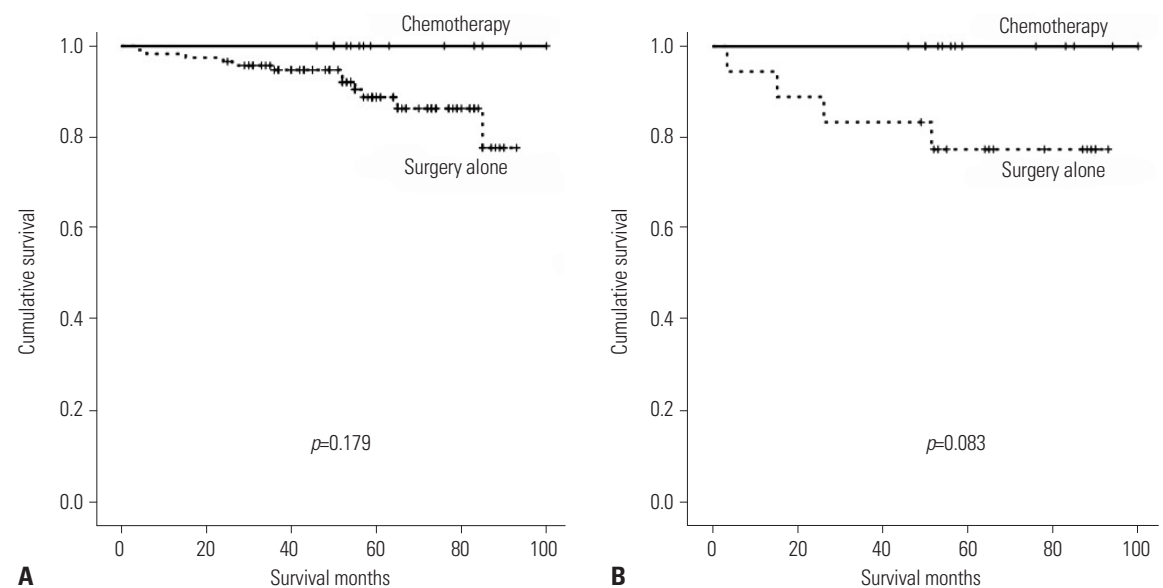 Chemotherapy
1.0
0.8
Surgery alone
0.6
Cumulative survival
0.4
0.2
p=0.179
0.0
0 20 40 60 80 100
A Survival months
Chemotherapy
1.0
0.8
Surgery alone
0.6
Cumulative survival
0.4
0.2
p=0.083
0.0
0 20 40 60 80 100
B Survival months